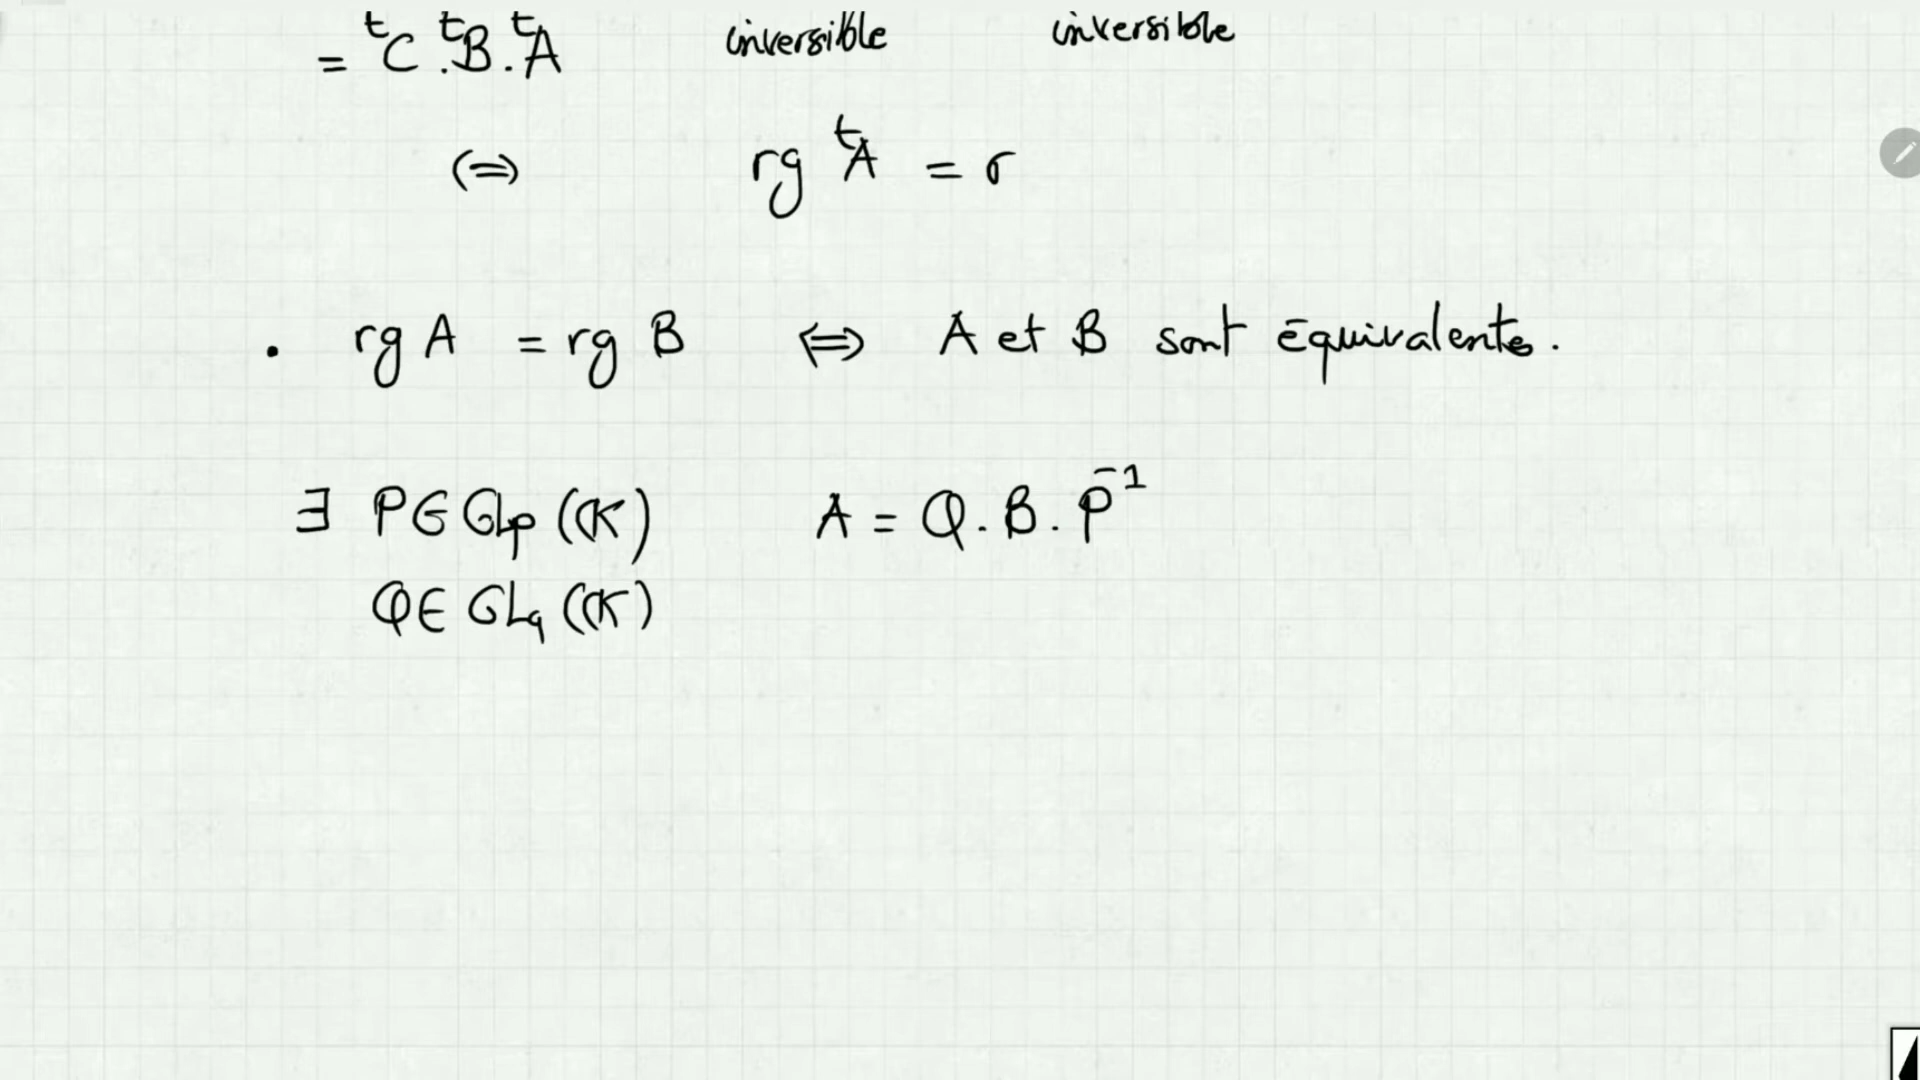 = ᵗC . ᵗB . ᵗA inversible inversible
(⇒) rg ᵗA = r
. rg A = rg B ⟺ A et B sont équivalentes.
∃ P ∈ GLp (K) A = Q . B . P⁻¹
Q ∈ GLq (K)